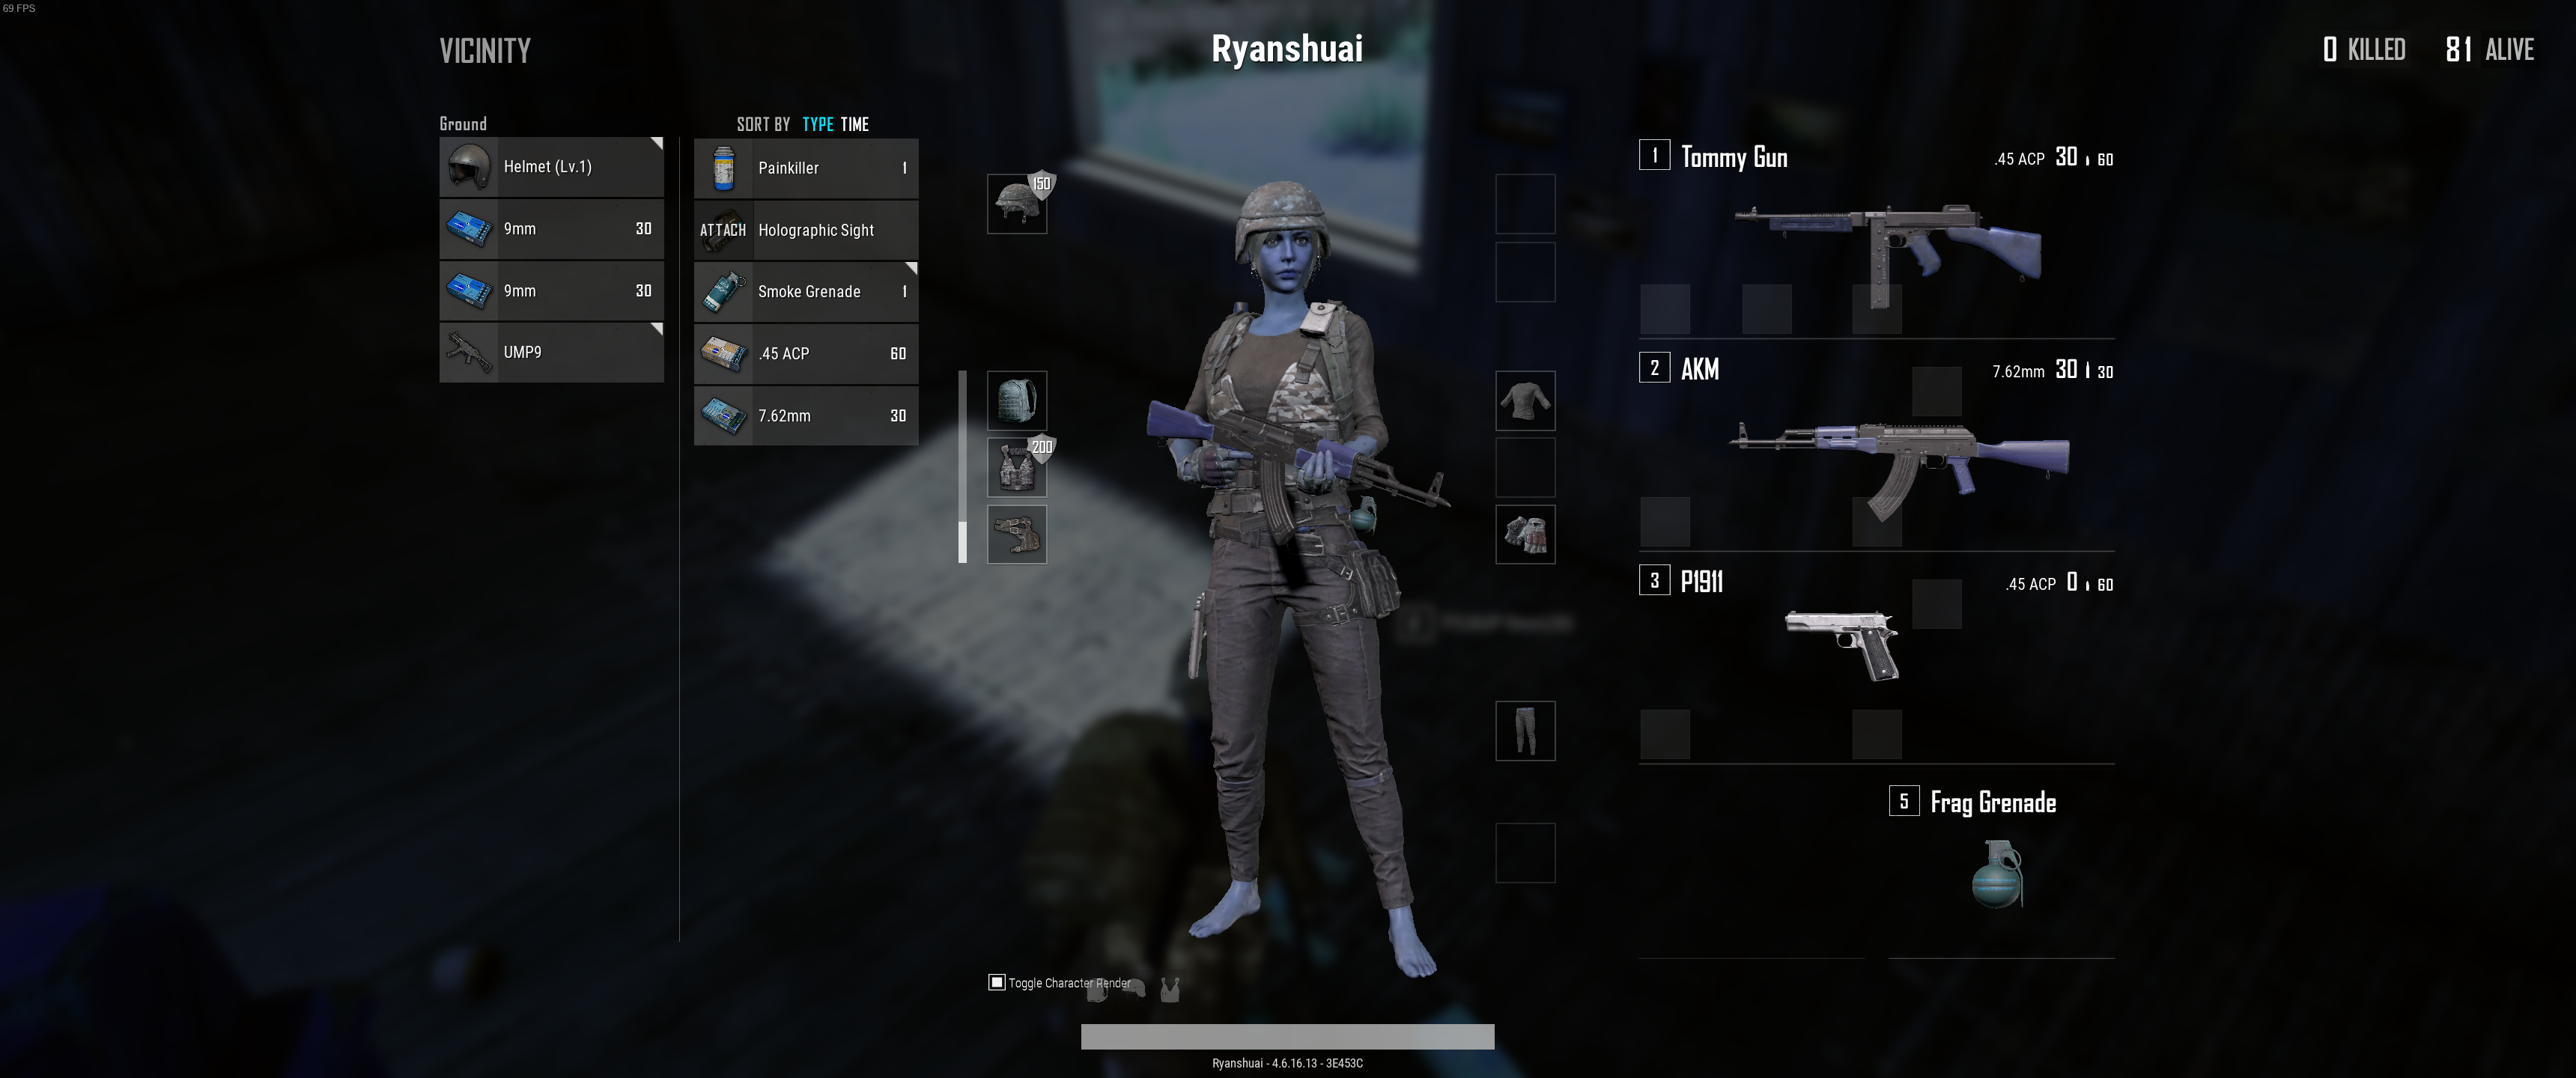 69 FPS
VICINITY
Ryanshuai
0 KILLED 81 ALIVE
Ground
SORT BY TYPE TIME
Helmet (Lv.1)
9mm 30
9mm 30
UMP9
Painkiller 1
ATTACH Holographic Sight
Smoke Grenade 1
.45 ACP 60
7.62mm 30
150
200
1 Tommy Gun .45 ACP 30 60
2 AKM 7.62mm 30 30
3 P1911 .45 ACP 0 60
5 Frag Grenade
Toggle Character Render
Ryanshuai - 4.6.16.13 - 3E453C